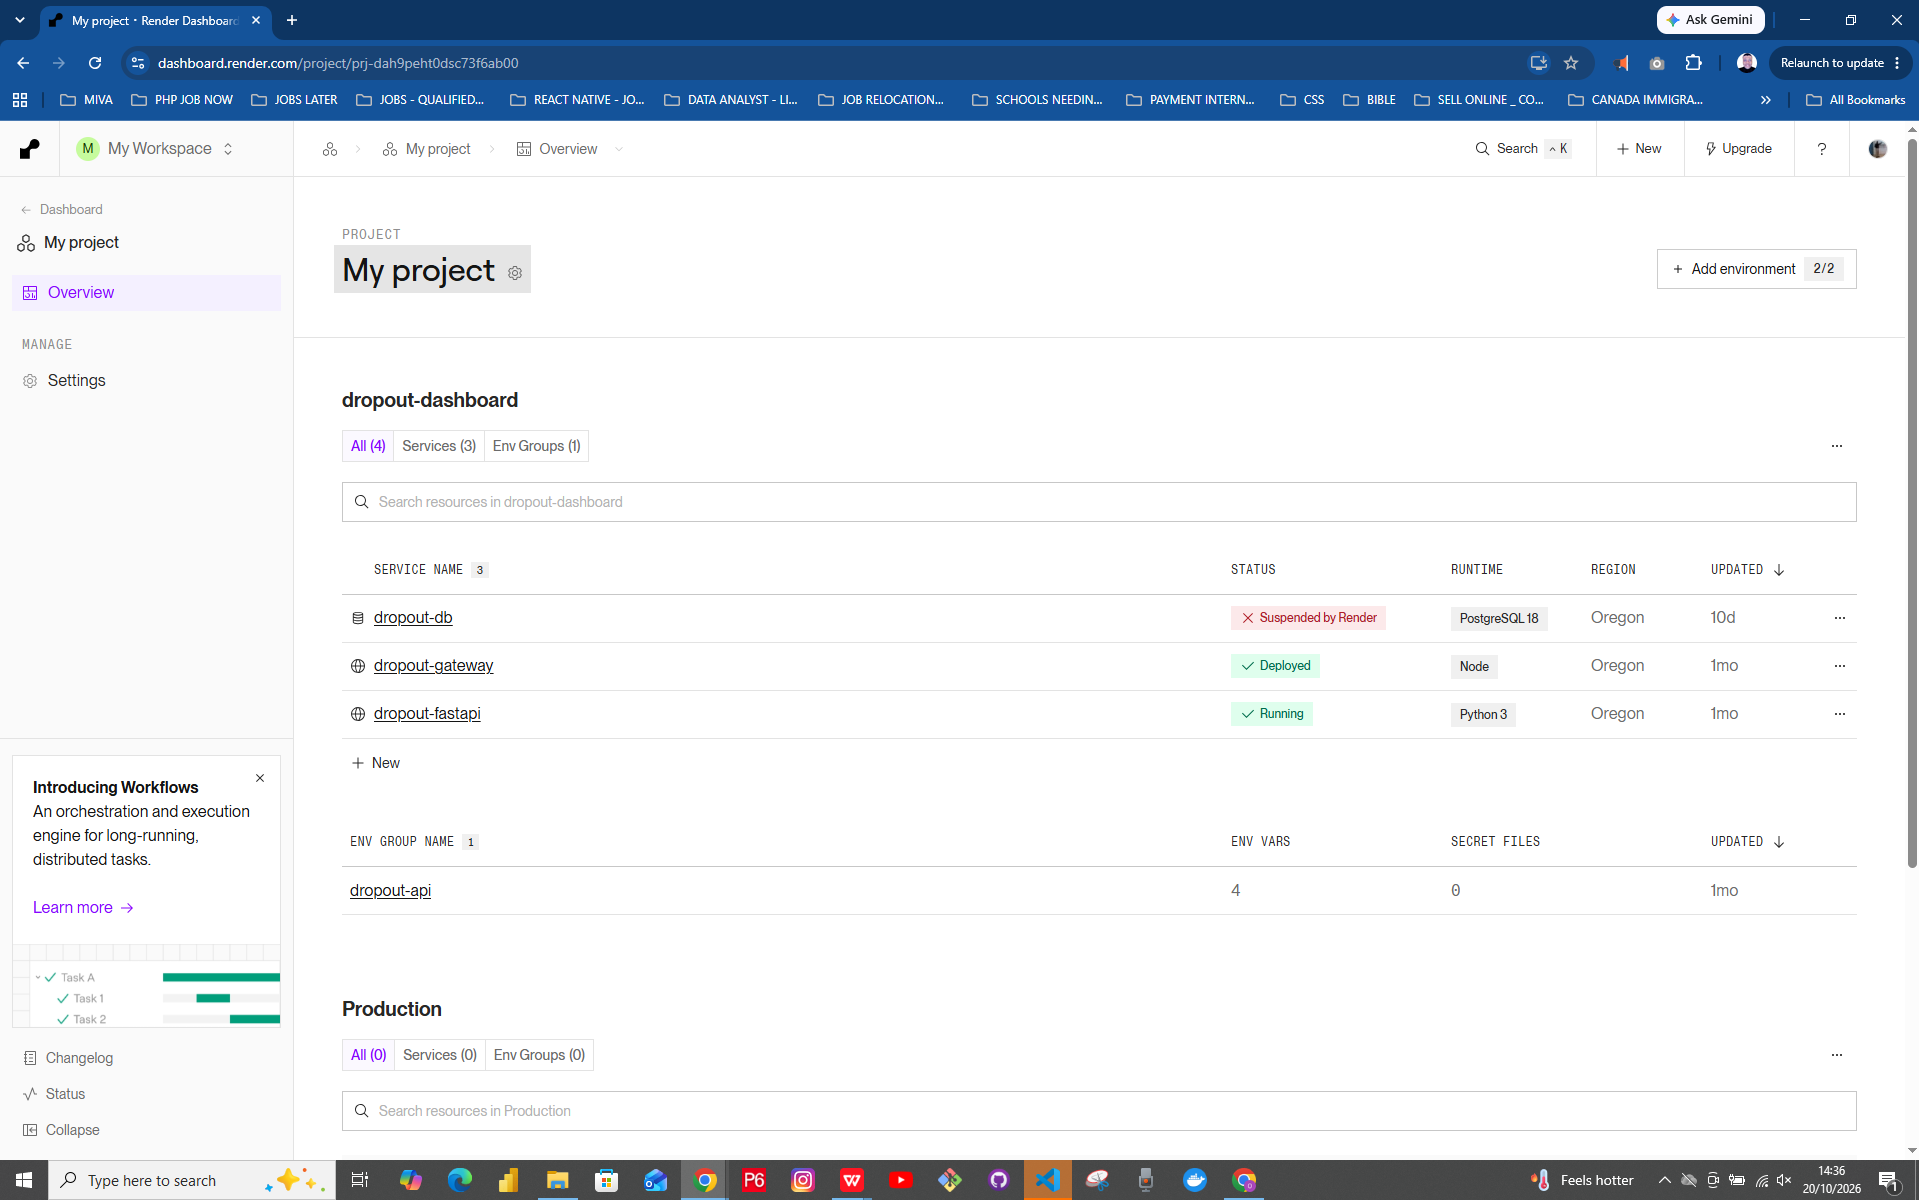 My project · Render Dashboard
Ask Gemini
dashboard.render.com/project/prj-dah9peht0dsc73f6ab00
Relaunch to update
MIVA
PHP JOB NOW
JOBS LATER
JOBS - QUALIFIED...
REACT NATIVE - JO...
DATA ANALYST - LI...
JOB RELOCATION...
SCHOOLS NEEDIN...
PAYMENT INTERN...
CSS
BIBLE
SELL ONLINE _ CO...
CANADA IMMIGRA...
All Bookmarks
M My Workspace
My project
Overview
Search ^ K
+ New
Upgrade
?
← Dashboard
My project
Overview
MANAGE
Settings
PROJECT
My project
+ Add environment 2/2
dropout-dashboard
All (4) Services (3) Env Groups (1)
Search resources in dropout-dashboard
SERVICE NAME 3 STATUS RUNTIME REGION UPDATED ↓
dropout-db Suspended by Render PostgreSQL 18 Oregon 10d
dropout-gateway Deployed Node Oregon 1mo
dropout-fastapi Running Python 3 Oregon 1mo
+ New
ENV GROUP NAME 1 ENV VARS SECRET FILES UPDATED ↓
dropout-api 4 0 1mo
Production
All (0) Services (0) Env Groups (0)
Search resources in Production
Introducing Workflows
An orchestration and execution
engine for long-running,
distributed tasks.
Learn more →
Task A
Task 1
Task 2
Changelog
Status
Collapse
Type here to search
P6
Feels hotter
14:36
20/10/2026
1